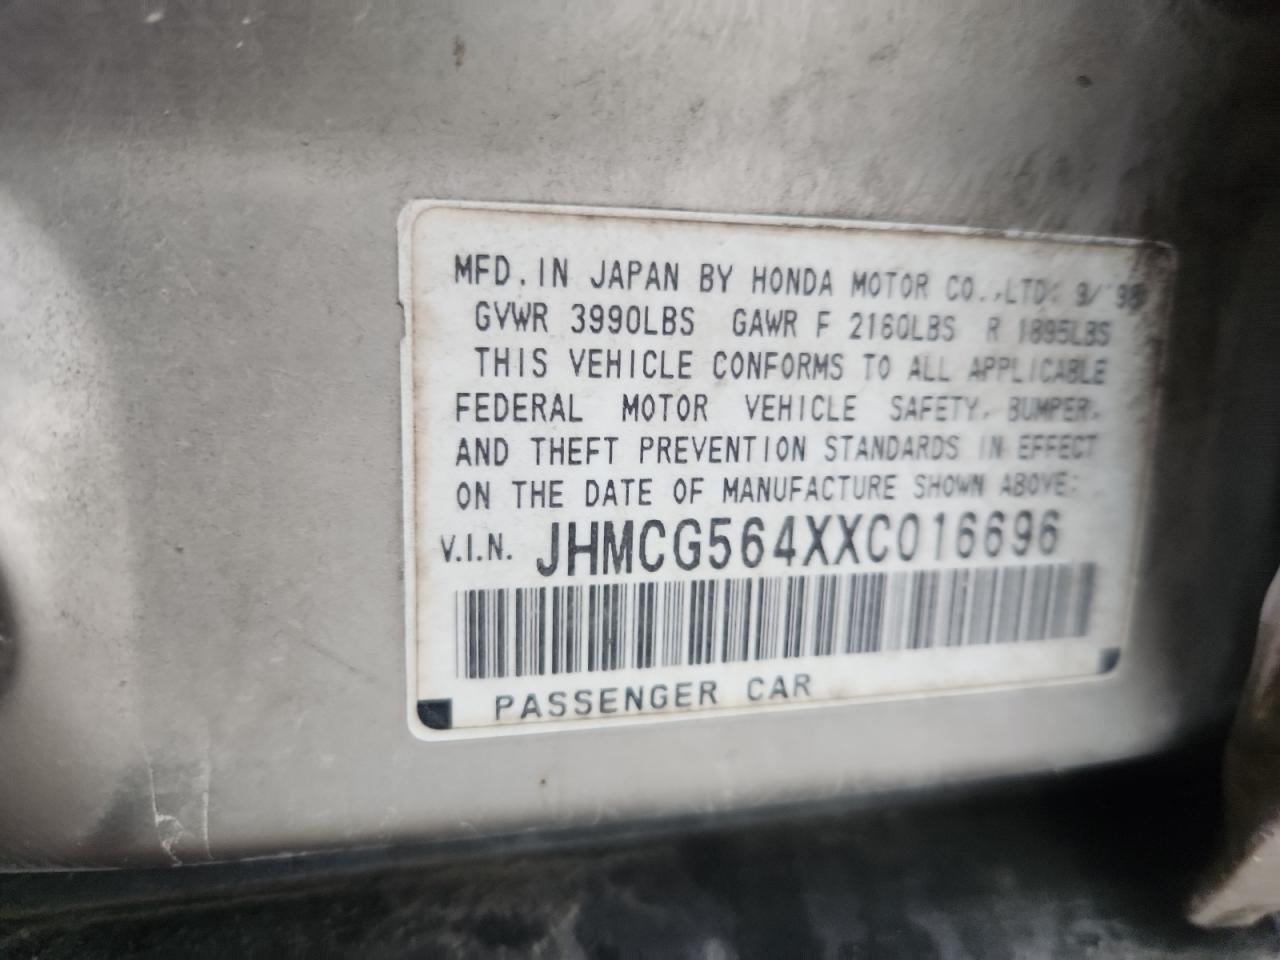 MFD. IN JAPAN BY HONDA MOTOR CO.,LTD. 9/'98
GVWR 3990LBS GAWR F 2160LBS R 1895LBS
THIS VEHICLE CONFORMS TO ALL APPLICABLE
FEDERAL MOTOR VEHICLE SAFETY, BUMPER,
AND THEFT PREVENTION STANDARDS IN EFFECT
ON THE DATE OF MANUFACTURE SHOWN ABOVE.
V.I.N. JHMCG564XXC016696
PASSENGER CAR